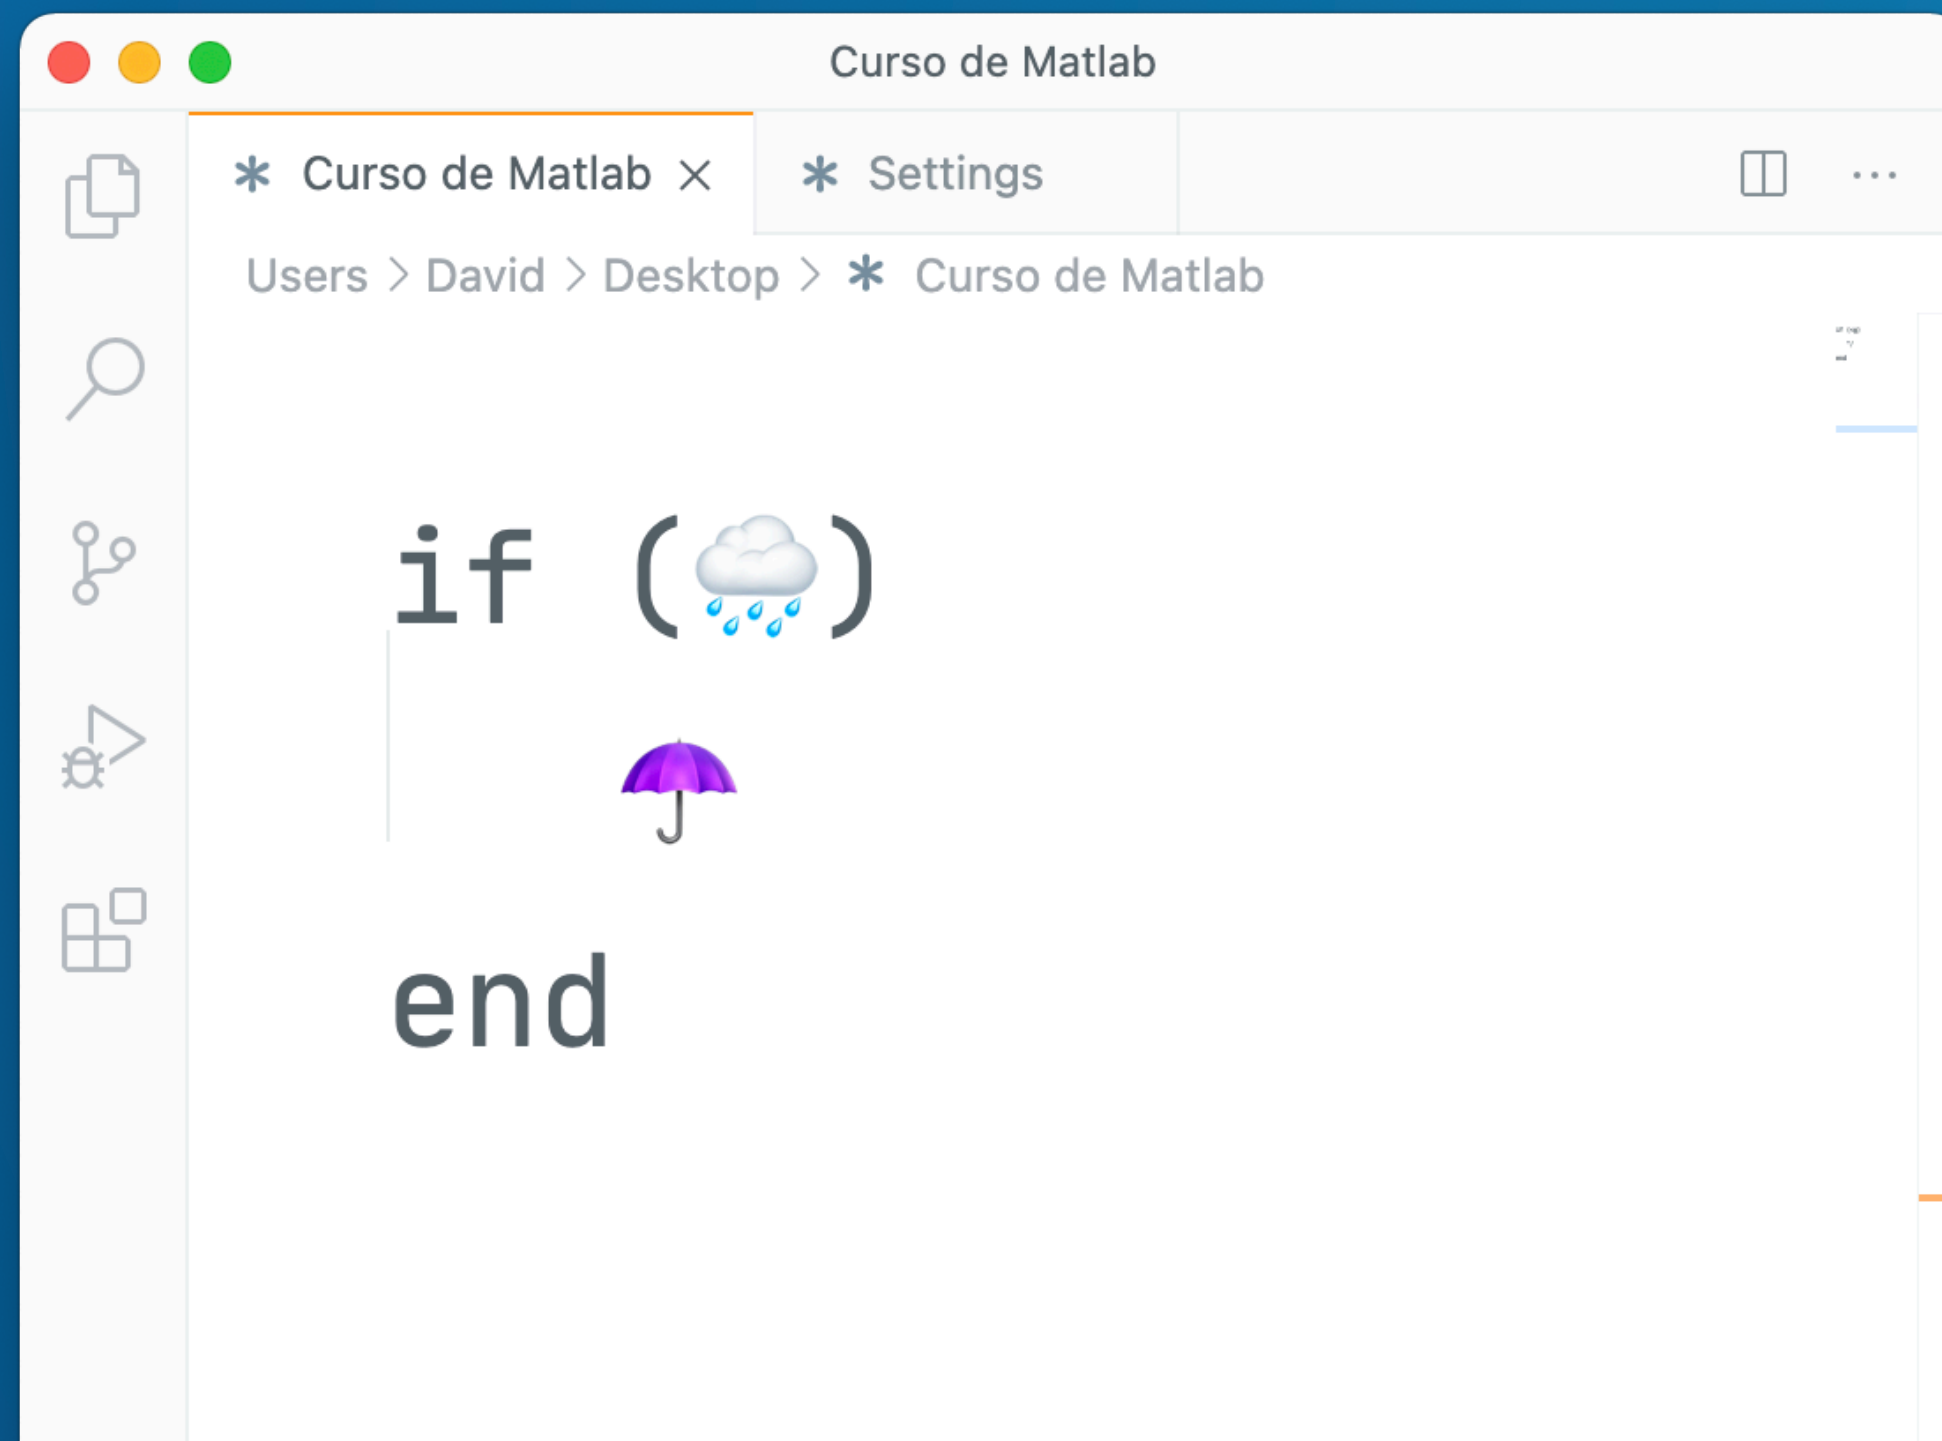 Curso de Matlab
Curso de Matlab Settings
Users > David > Desktop > * Curso de Matlab
if (🌧️)
☂️
end